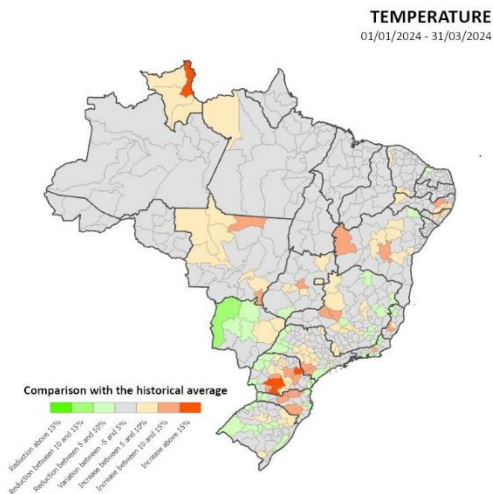 TEMPERATURE
01/01/2024 - 31/03/2024
Comparison with the historical average
Reduction above 15%
Reduction between 10 and 15%
Reduction between 5 and 10%
Variation between -5 and 5%
Increase between 5 and 10%
Increase between 10 and 15%
Increase above 15%